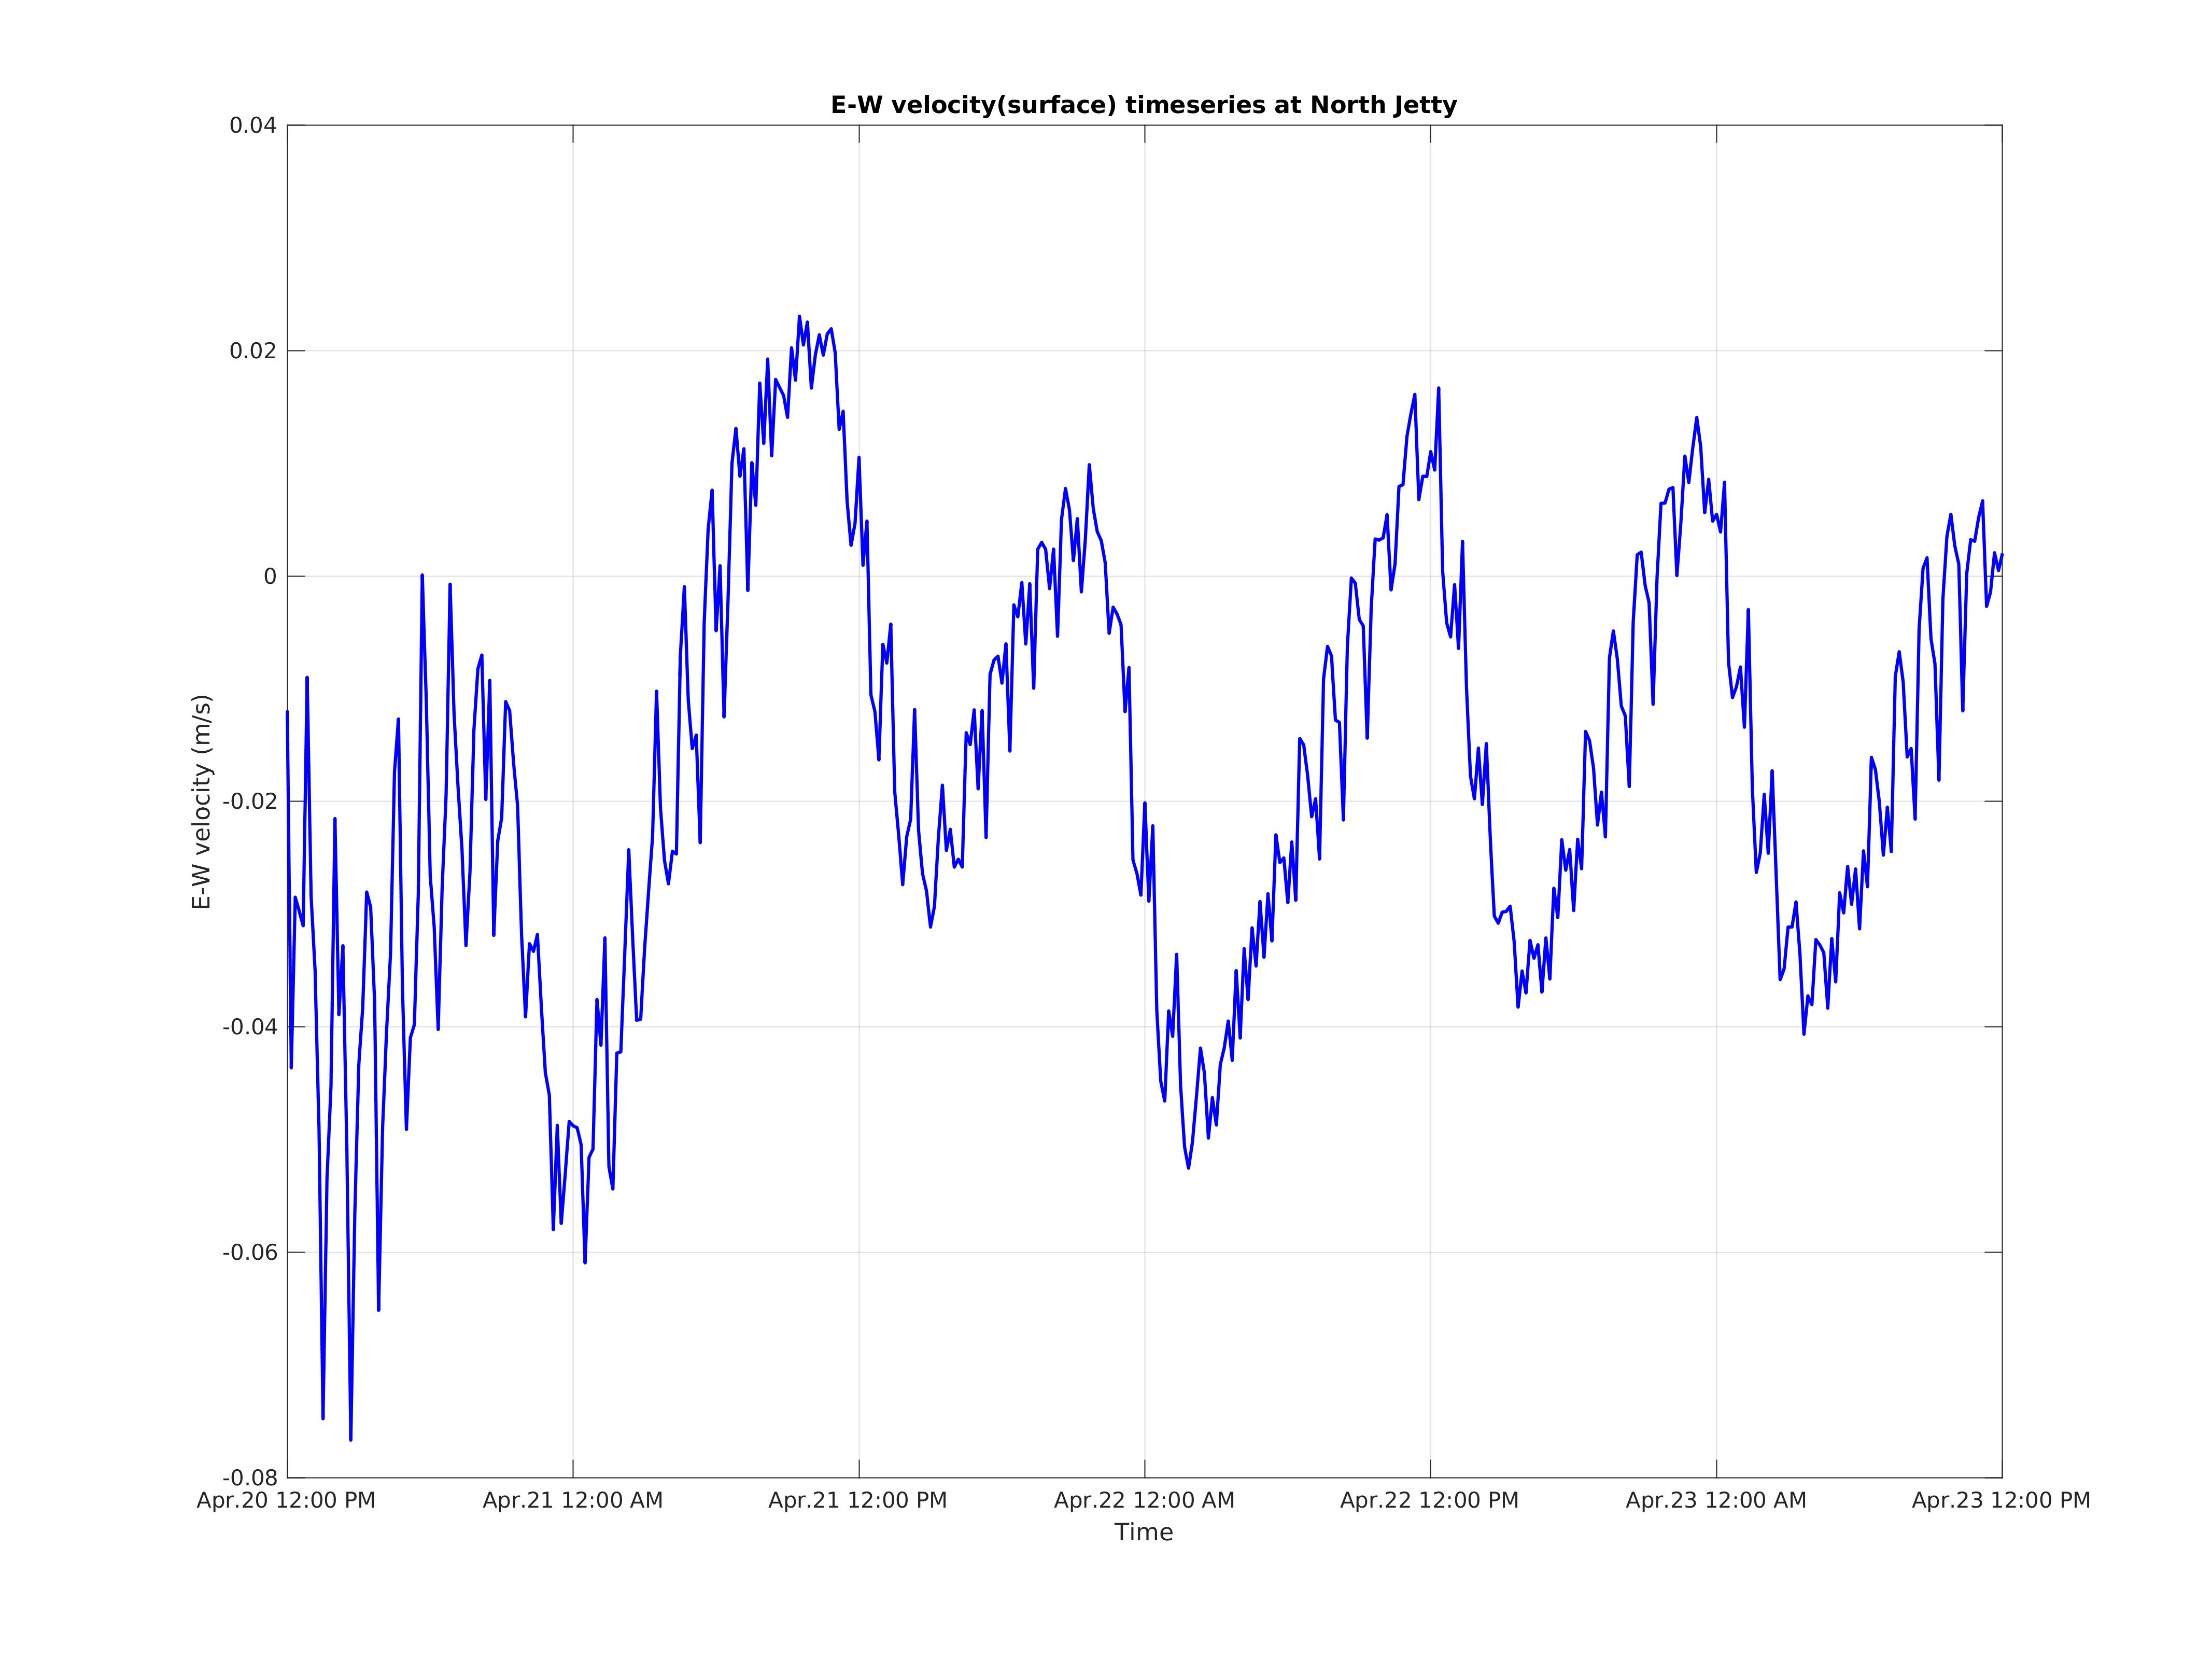 E-W velocity(surface) timeseries at North Jetty
0.04
0.02
0
-0.02
-0.04
-0.06
-0.08
E-W velocity (m/s)
Apr.20 12:00 PM
Apr.21 12:00 AM
Apr.21 12:00 PM
Apr.22 12:00 AM
Apr.22 12:00 PM
Apr.23 12:00 AM
Apr.23 12:00 PM
Time